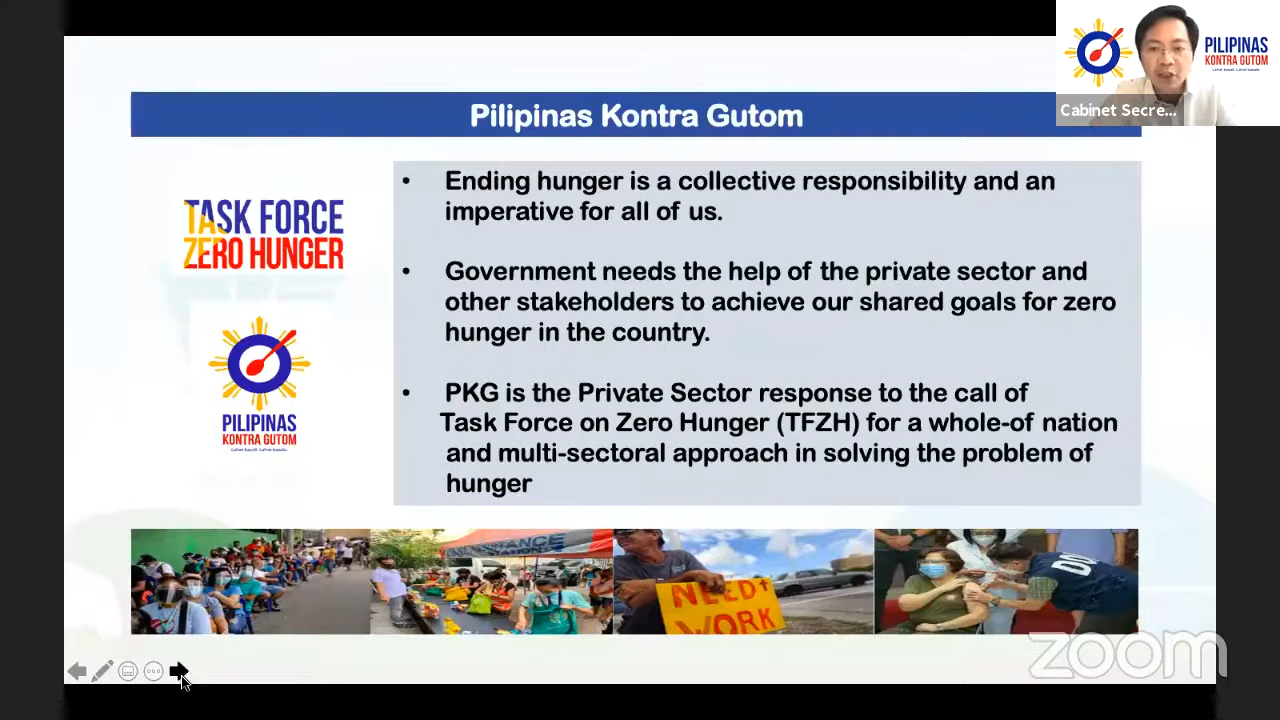 Pilipinas Kontra Gutom
PILIPINAS
KONTRA GUTOM
Cabinet Secre...
TASK FORCE
ZERO HUNGER
PILIPINAS
KONTRA GUTOM
• Ending hunger is a collective responsibility and an
imperative for all of us.
• Government needs the help of the private sector and
other stakeholders to achieve our shared goals for zero
hunger in the country.
• PKG is the Private Sector response to the call of
Task Force on Zero Hunger (TFZH) for a whole-of nation
and multi-sectoral approach in solving the problem of
hunger
NEED
WORK
zoom